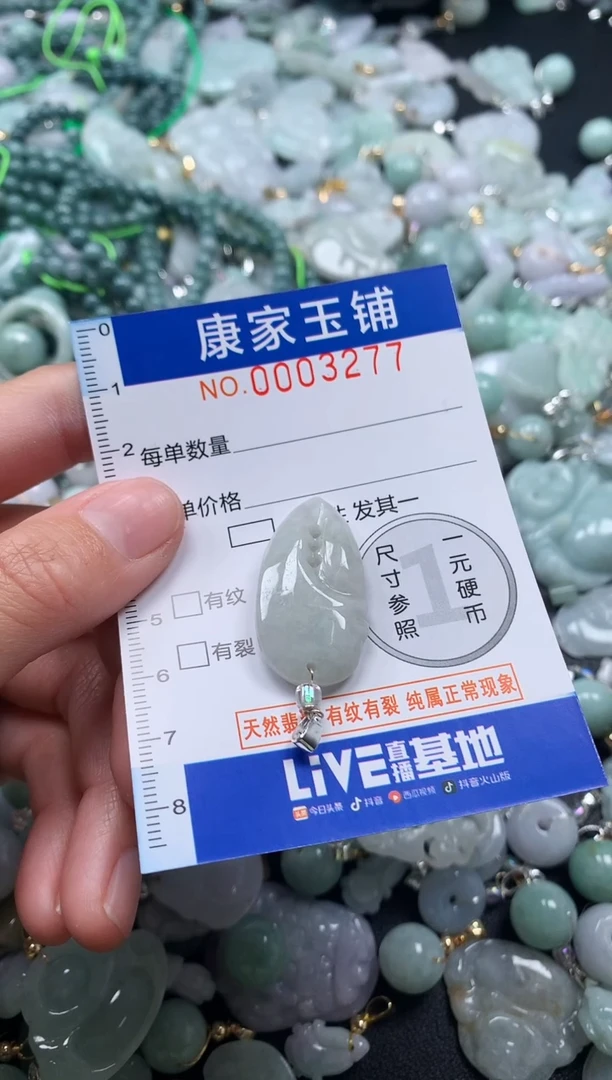 康家玉铺
NO.0003277
0
1
2
每单数量
单价格
发其一
5
有纹
6
有裂
7
8
1
一元硬币
尺寸参照
天然翡 有纹有裂 纯属正常现象
LiVE直播基地
头条 今日头条 抖音 西瓜视频 抖音火山版